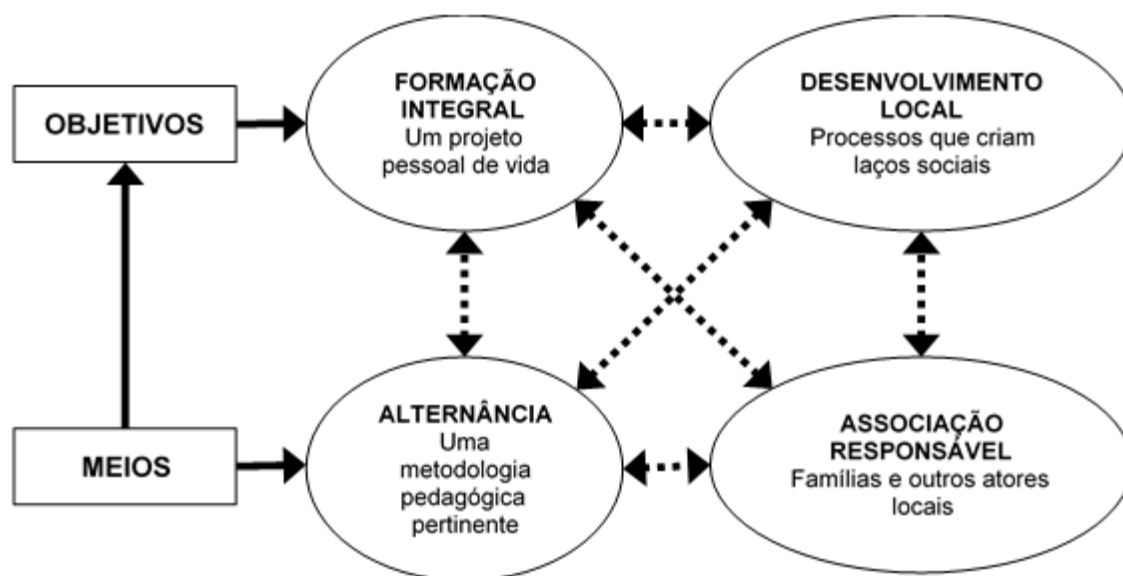 OBJETIVOS
FORMAÇÃO
INTEGRAL
Um projeto
pessoal de vida
DESENVOLVIMENTO
LOCAL
Processos que criam
laços sociais
MEIOS
ALTERNÂNCIA
Uma
metodologia
pedagógica
pertinente
ASSOCIAÇÃO
RESPONSÁVEL
Famílias e outros atores
locais